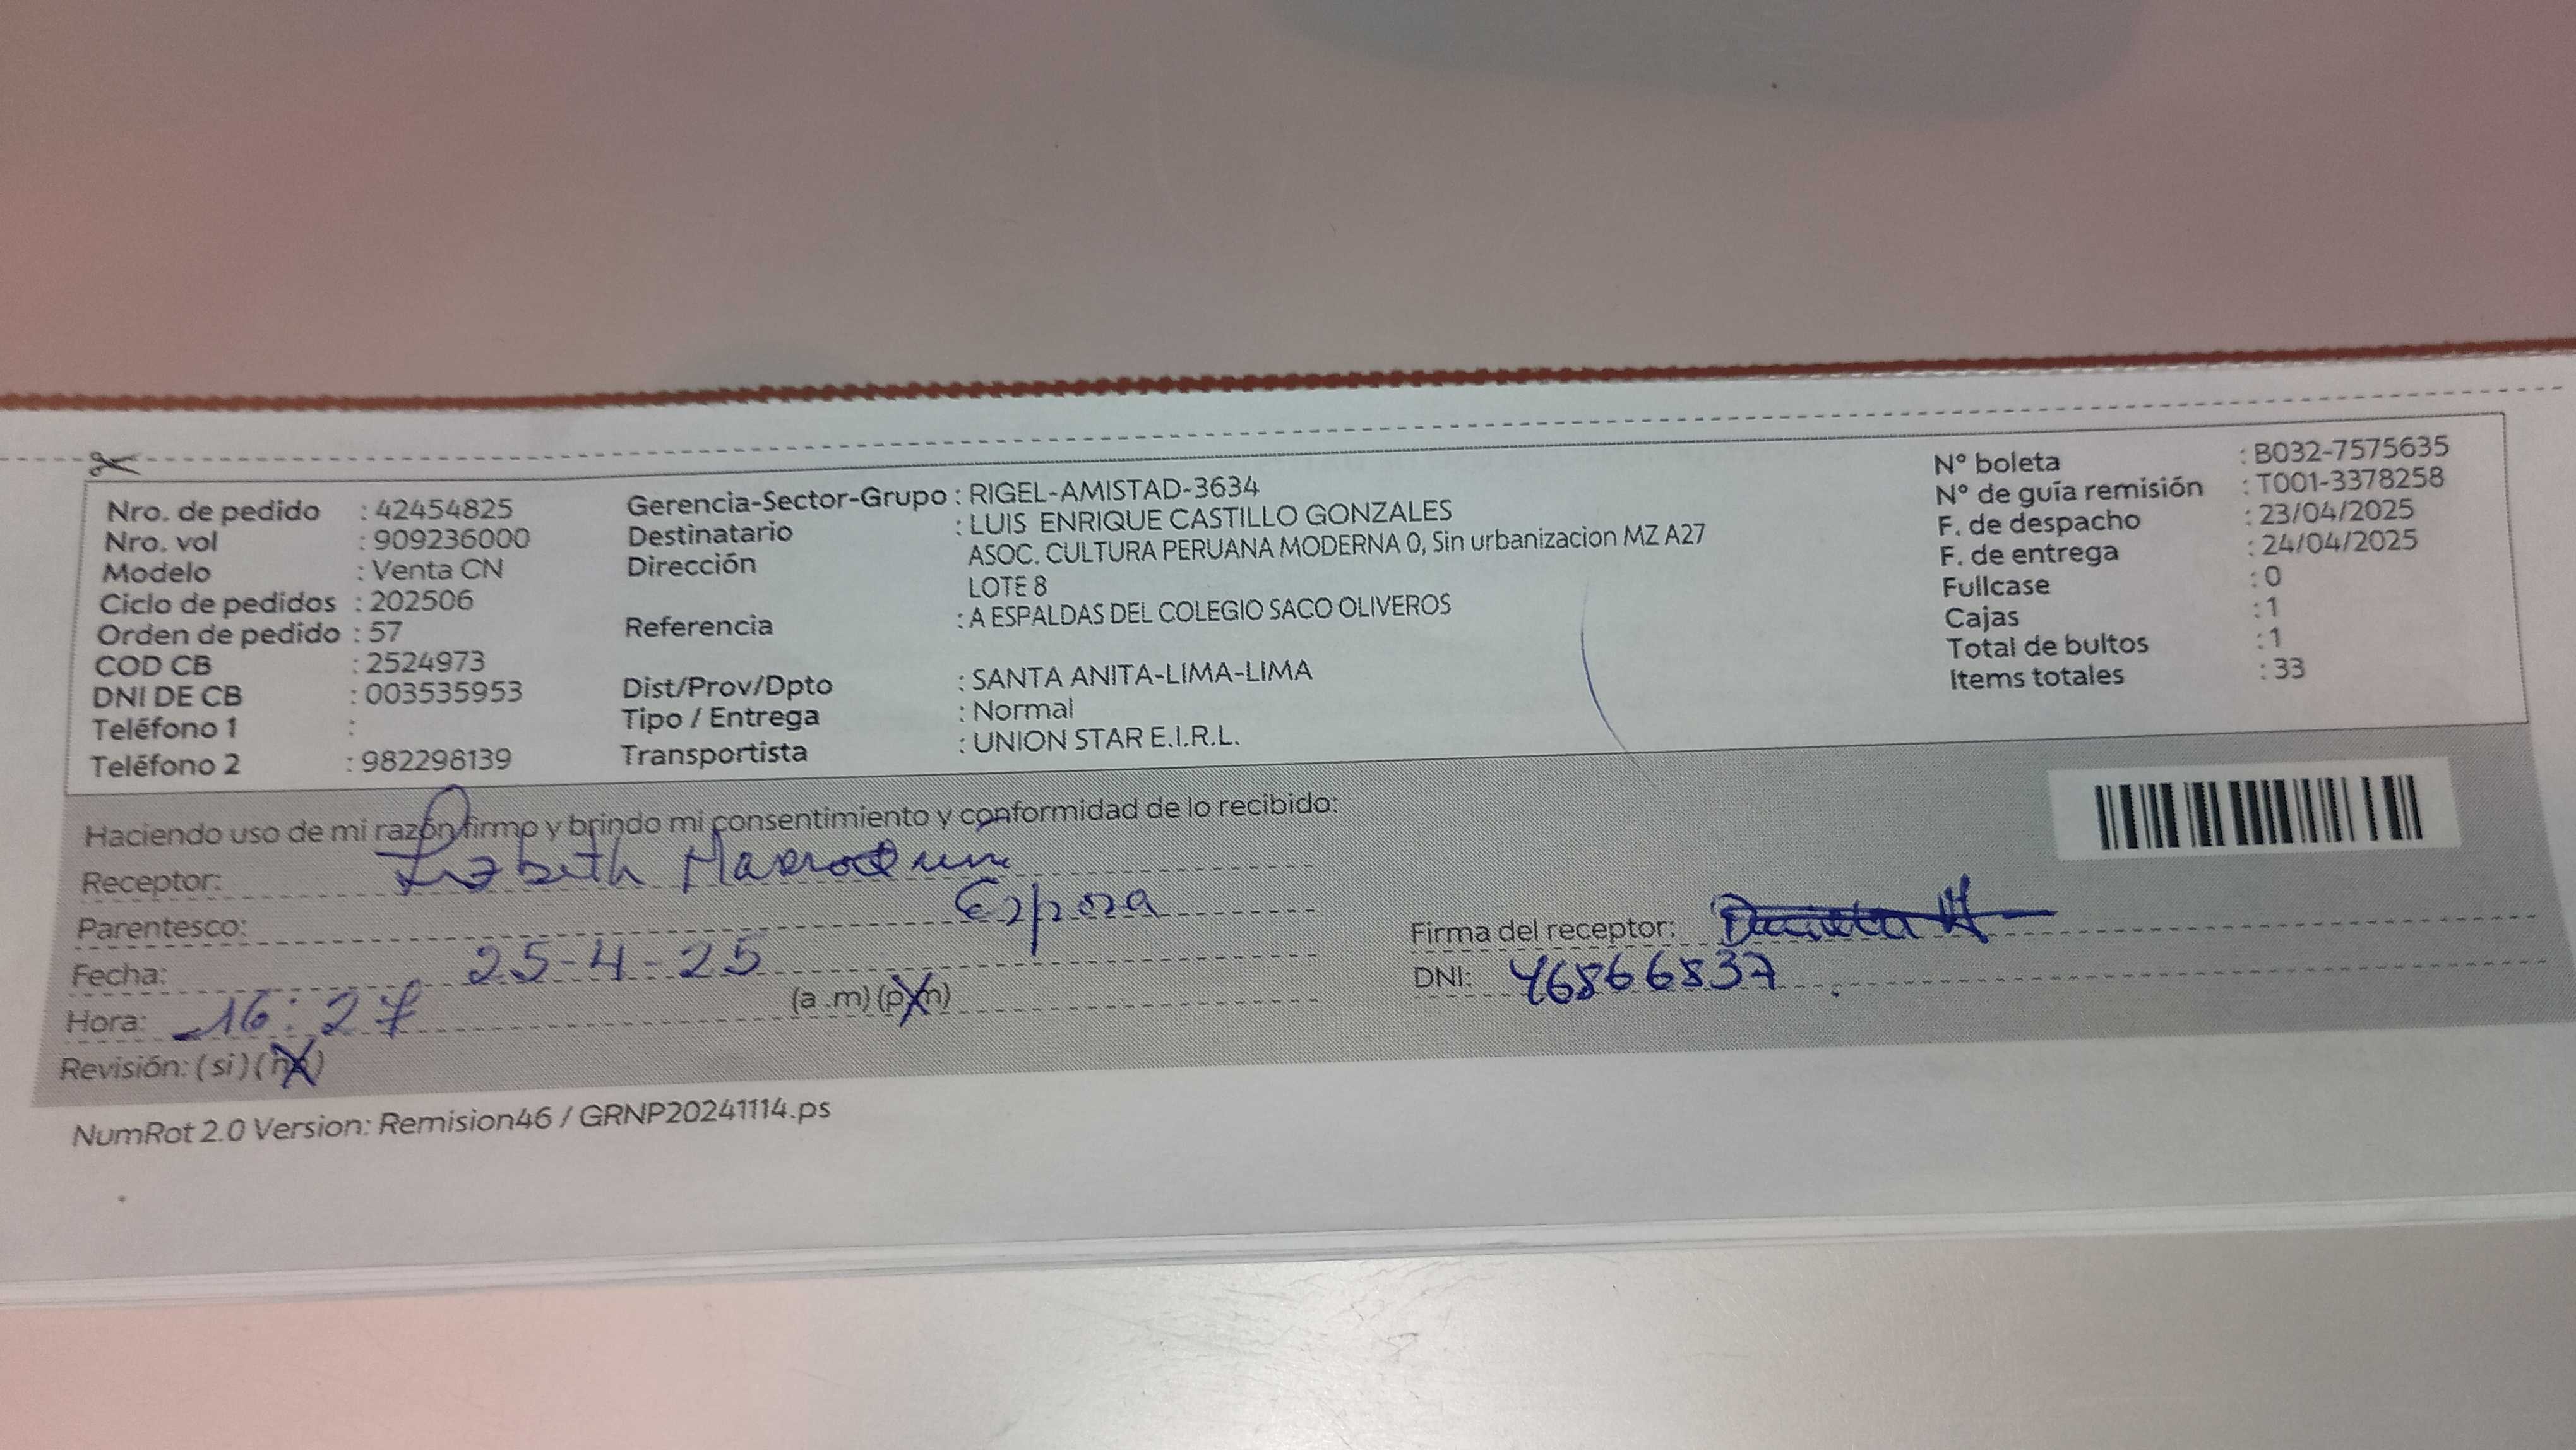 Nro. de pedido : 42454825
Nro. vol : 909236000
Modelo : Venta CN
Ciclo de pedidos : 202506
Orden de pedido : 57
COD CB : 2524973
DNI DE CB : 003535953
Teléfono 1 :
Teléfono 2 : 982298139
Gerencia-Sector-Grupo : RIGEL-AMISTAD-3634
Destinatario : LUIS ENRIQUE CASTILLO GONZALES
Dirección ASOC. CULTURA PERUANA MODERNA 0, Sin urbanizacion MZ A27
LOTE 8
Referencia : A ESPALDAS DEL COLEGIO SACO OLIVEROS
Dist/Prov/Dpto : SANTA ANITA-LIMA-LIMA
Tipo / Entrega : Normal
Transportista : UNION STAR E.I.R.L.
N° boleta : B032-7575635
N° de guía remisión : T001-3378258
F. de despacho : 23/04/2025
F. de entrega : 24/04/2025
Fullcase : 0
Cajas : 1
Total de bultos : 1
Items totales : 33
Haciendo uso de mi razón firmo y brindo mi consentimiento y conformidad de lo recibido:
Receptor: Lizbeth
Parentesco: Esposa
Fecha: 25-4-25
Hora: 16:27 (a .m) (p.m)
Revisión: (si) (no)
Firma del receptor:
DNI: 46866837
NumRot 2.0 Version: Remision46 / GRNP20241114.ps